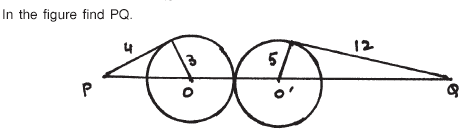 In the figure find PQ.
4 3 5 12
P O O' Q